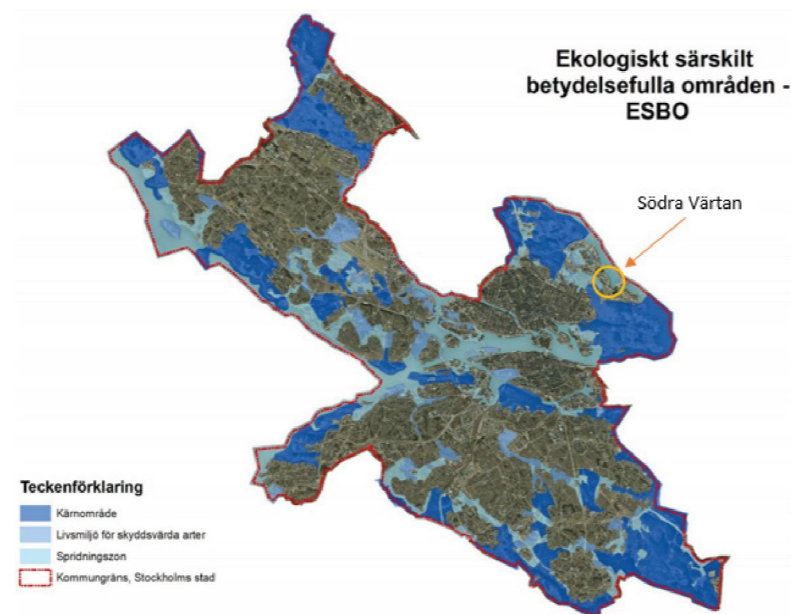 Ekologiskt särskilt
betydelsefulla områden -
ESBO
Södra Värtan
Teckenförklaring
Kärnområde
Livsmiljö för skyddsvärda arter
Spridningszon
Kommungräns, Stockholms stad